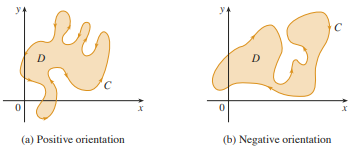 y
D
C
0
x
(a) Positive orientation
y
C
D
0
x
(b) Negative orientation